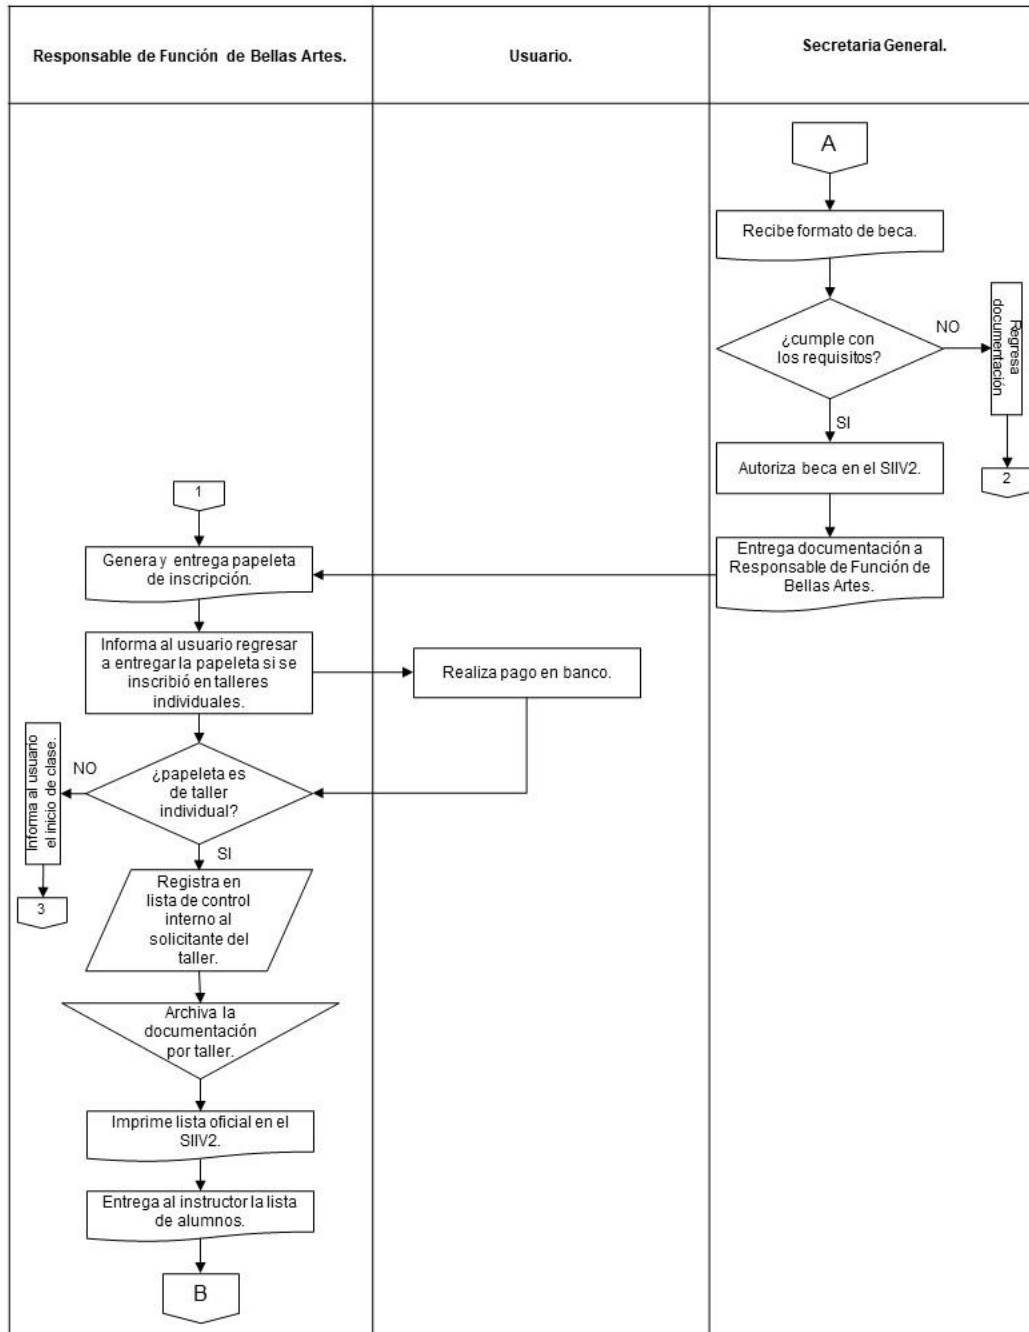 Responsable de Función de Bellas Artes.
Usuario.
Secretaria General.
A
Recibe formato de beca.
¿cumple con
los requisitos?
NO
Regresa
documentación
2
SI
Autoriza beca en el SIIV2.
Entrega documentación a
Responsable de Función de
Bellas Artes.
1
Genera y entrega papeleta
de inscripción.
Informa al usuario regresar
a entregar la papeleta si se
inscribió en talleres
individuales.
Realiza pago en banco.
¿papeleta es
de taller
individual?
NO
Informa al usuario
el inicio de clase.
3
SI
Registra en
lista de control
interno al
solicitante del
taller.
Archiva la
documentación
por taller.
Imprime lista oficial en el
SIIV2.
Entrega al instructor la lista
de alumnos.
B